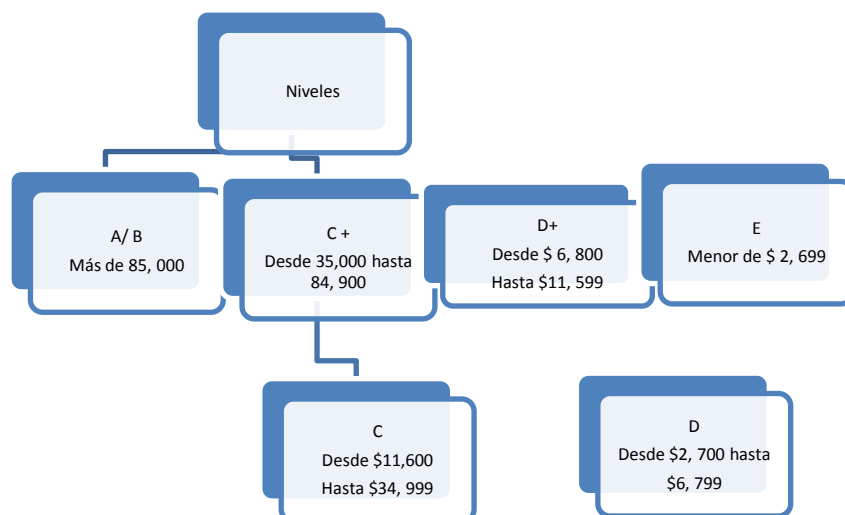 Niveles
A/ B
Más de 85, 000
C +
Desde 35,000 hasta
84, 900
D+
Desde $ 6, 800
Hasta $11, 599
E
Menor de $ 2, 699
C
Desde $11,600
Hasta $34, 999
D
Desde $2, 700 hasta
$6, 799